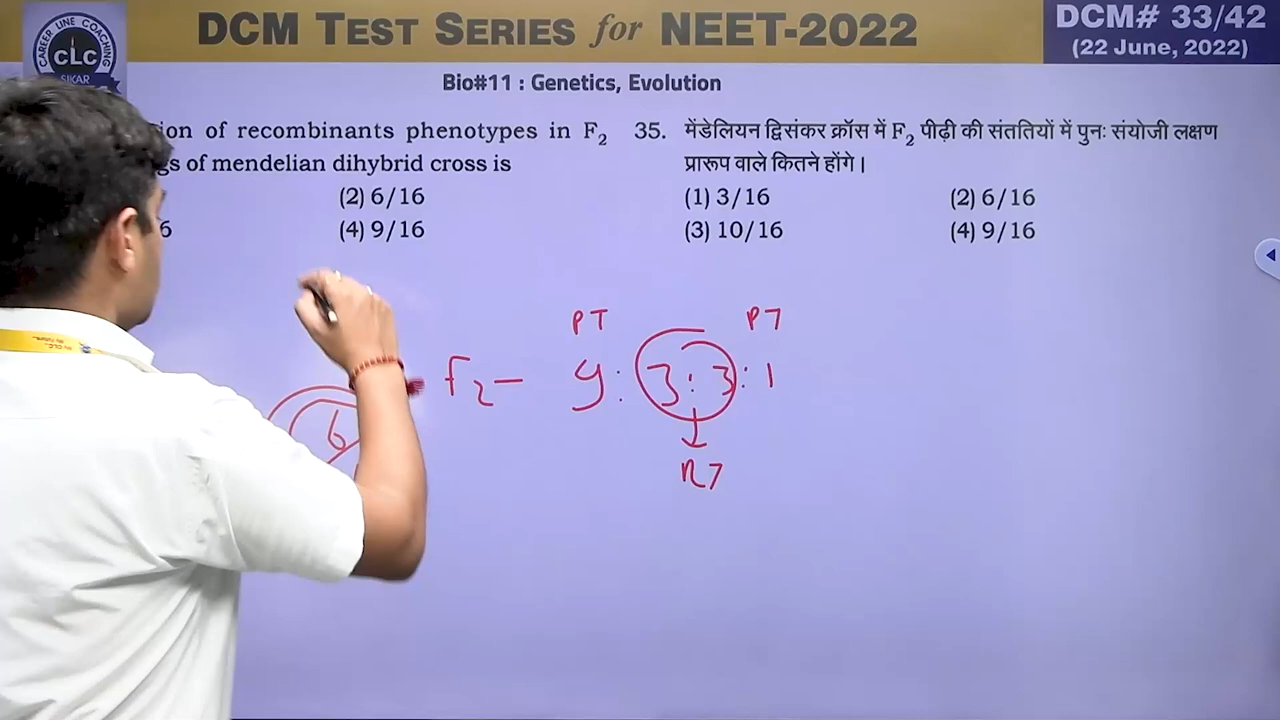 DCM TEST SERIES for NEET-2022
DCM# 33/42
(22 June, 2022)
CAREER LINE COACHING
CLC
SIKAR
Bio#11 : Genetics, Evolution
of recombinants phenotypes in F2
of mendelian dihybrid cross is
(2) 6/16
6
(4) 9/16
35. मेंडेलियन द्विसंकर क्रॉस में F2 पीढ़ी की संततियों में पुनः संयोजी लक्षण
प्रारूप वाले कितने होंगे।
(1) 3/16
(2) 6/16
(3) 10/16
(4) 9/16
PT
PT
F2— 9:3:3:1
RT
6